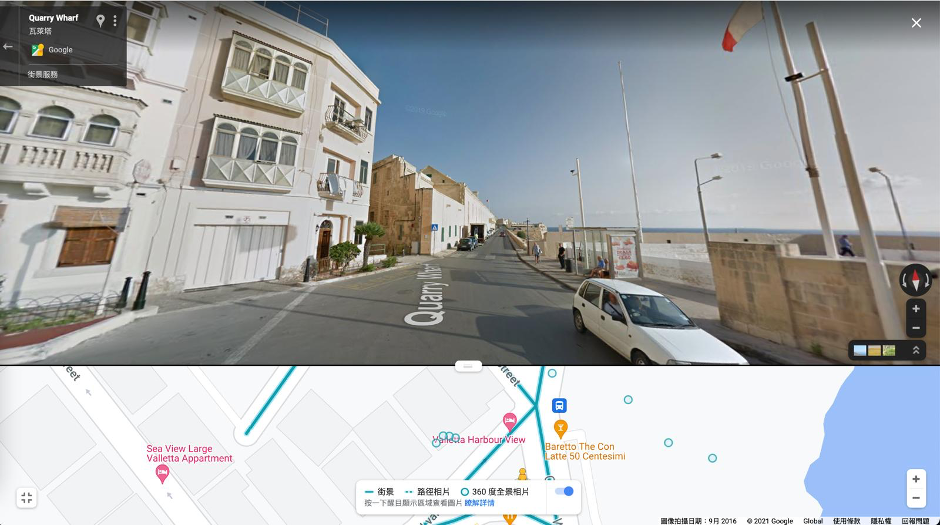 Quarry Wharf
瓦萊塔
Google
街景服務
Quarry Wharf
Sea View Large
Valletta Appartment
Valletta Harbour View
Baretto The Con
Latte 50 Centesimi
街景
路徑相片
360 度全景相片
按一下醒目顯示區域查看圖片 瞭解詳情
圖像拍攝日期:9月 2016 © 2021 Google Global 使用條款 隱私權 回報問題